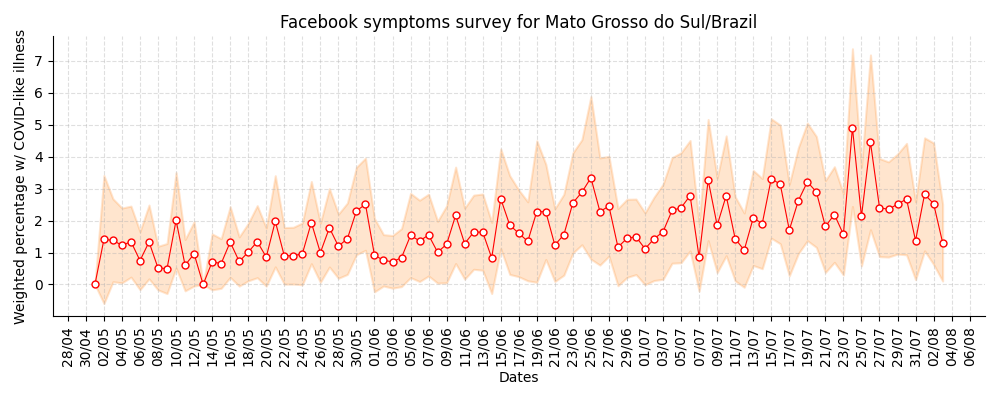 Facebook symptoms survey for Mato Grosso do Sul/Brazil
Weighted percentage w/ COVID-like illness
7
6
5
4
3
2
1
0
28/04 30/04 02/05 04/05 06/05 08/05 10/05 12/05 14/05 16/05 18/05 20/05 22/05 24/05 26/05 28/05 30/05 01/06 03/06 05/06 07/06 09/06 11/06 13/06 15/06 17/06 19/06 21/06 23/06 25/06 27/06 29/06 01/07 03/07 05/07 07/07 09/07 11/07 13/07 15/07 17/07 19/07 21/07 23/07 25/07 27/07 29/07 31/07 02/08 04/08 06/08
Dates